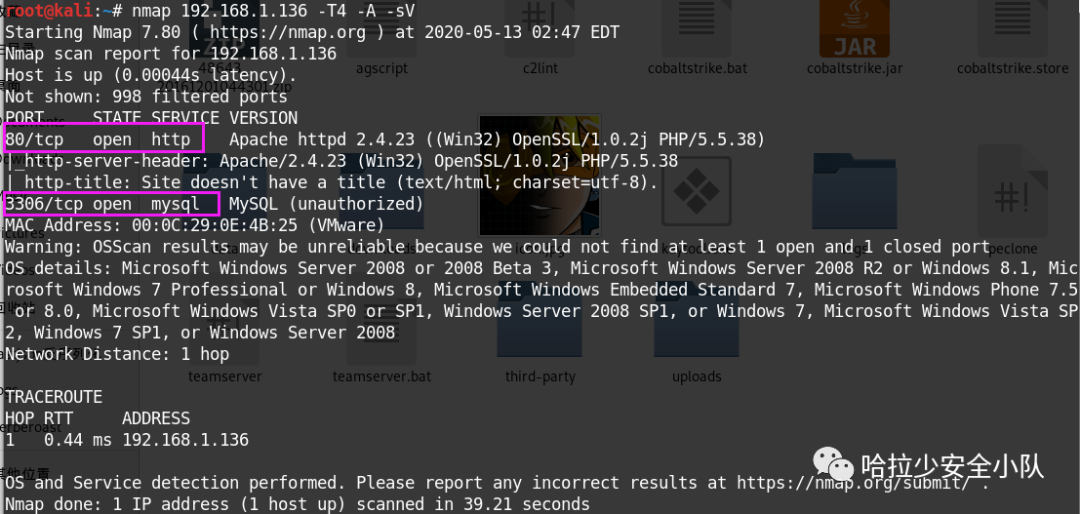 root@kali:~# nmap 192.168.1.136 -T4 -A -sV
Starting Nmap 7.80 ( https://nmap.org ) at 2020-05-13 02:47 EDT
Nmap scan report for 192.168.1.136
Host is up (0.00044s latency).
Not shown: 998 filtered ports
PORT     STATE SERVICE VERSION
80/tcp   open  http    Apache httpd 2.4.23 ((Win32) OpenSSL/1.0.2j PHP/5.5.38)
|_http-server-header: Apache/2.4.23 (Win32) OpenSSL/1.0.2j PHP/5.5.38
|_http-title: Site doesn't have a title (text/html; charset=utf-8).
3306/tcp open  mysql   MySQL (unauthorized)
MAC Address: 00:0C:29:0E:4B:25 (VMware)
Warning: OSScan results may be unreliable because we could not find at least 1 open and 1 closed port
OS details: Microsoft Windows Server 2008 or 2008 Beta 3, Microsoft Windows Server 2008 R2 or Windows 8.1, Mic
rosoft Windows 7 Professional or Windows 8, Microsoft Windows Embedded Standard 7, Microsoft Windows Phone 7.5
 or 8.0, Microsoft Windows Vista SP0 or SP1, Windows Server 2008 SP1, or Windows 7, Microsoft Windows Vista SP
2, Windows 7 SP1, or Windows Server 2008
Network Distance: 1 hop
TRACEROUTE
HOP RTT     ADDRESS
1   0.44 ms 192.168.1.136
OS and Service detection performed. Please report any incorrect results at https://nmap.org/submit/ .
Nmap done: 1 IP address (1 host up) scanned in 39.21 seconds
agscript
c2lint
cobaltstrike.bat
cobaltstrike.jar
cobaltstrike.store
JAR
peclone
teamserver
teamserver.bat
third-party
uploads
其他位置
哈拉少安全小队